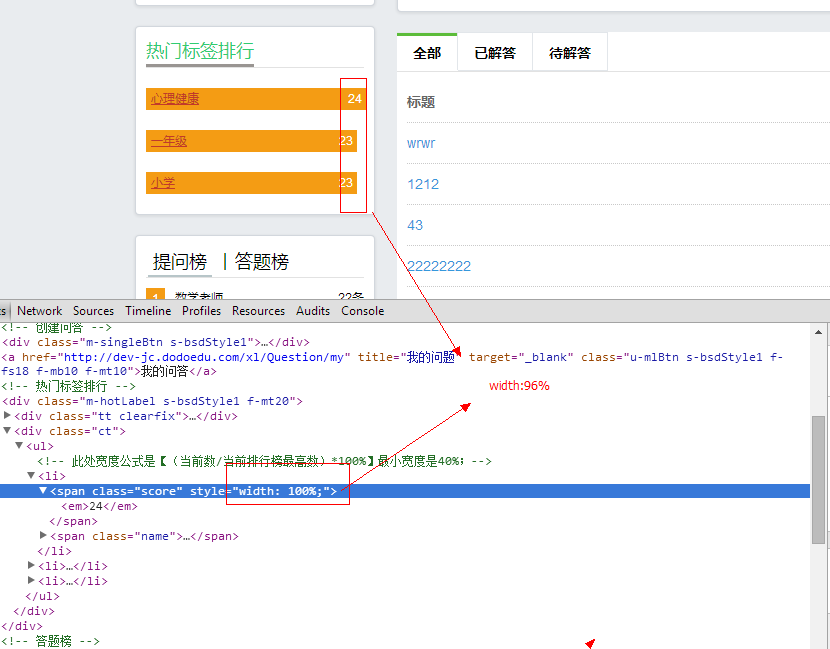 热门标签排行
心理健康 24
一年级 23
小学 23
提问榜 | 答题榜
1 数学老师 22条
全部 已解答 待解答
标题
wrwr
1212
43
22222222
Network Sources Timeline Profiles Resources Audits Console
<!-- 创建问答 -->
<div class="m-singleBtn s-bsdStyle1">…</div>
<a href="http://dev-jc.dodoedu.com/xl/Question/my" title="我的问题" target="_blank" class="u-mlBtn s-bsdStyle1 f-
fs18 f-mb10 f-mt10">我的问答</a>
<!-- 热门标签排行 -->
<div class="m-hotLabel s-bsdStyle1 f-mt20">
<div class="tt clearfix">…</div>
<div class="ct">
<ul>
<!-- 此处宽度公式是【（当前数/当前排行榜最高数）*100%】最小宽度是40%；-->
<li>
<span class="score" style="width: 100%;">
<em>24</em>
</span>
<span class="name">…</span>
</li>
<li>…</li>
<li>…</li>
</ul>
</div>
</div>
<!-- 答题榜 -->
width:96%